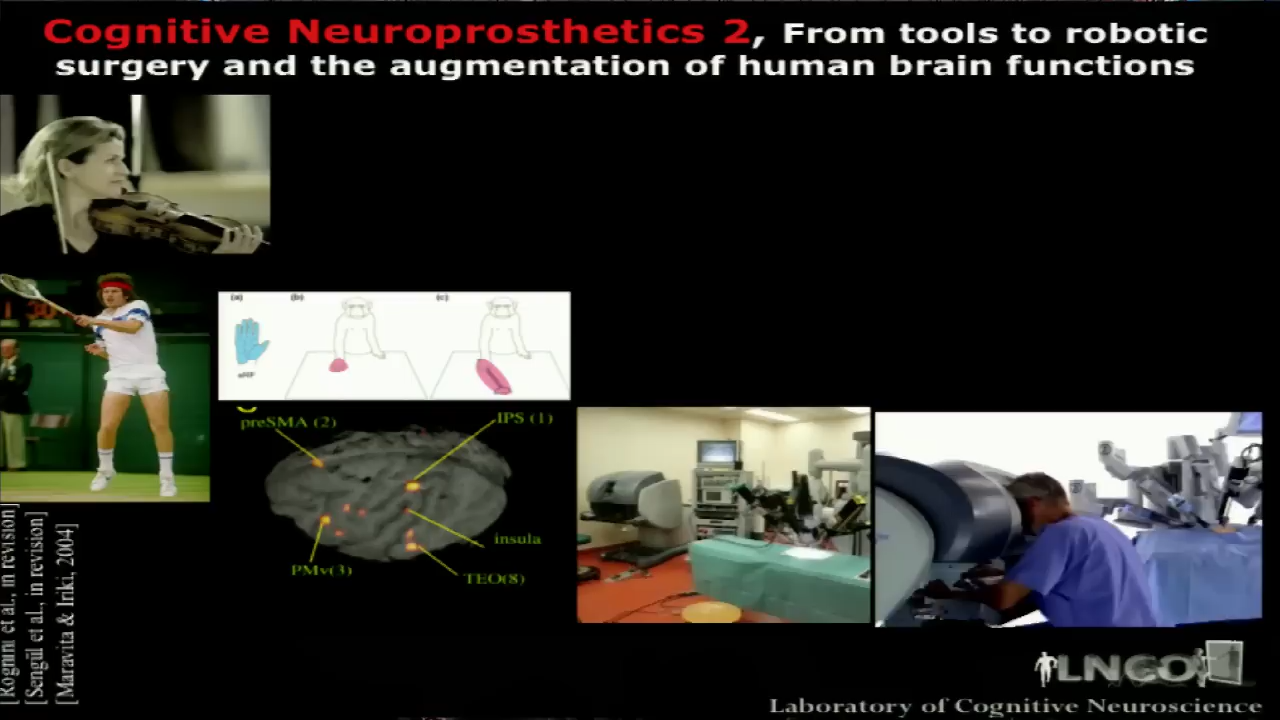 Cognitive Neuroprosthetics 2, From tools to robotic
surgery and the augmentation of human brain functions
(a)
(b)
(c)
preSMA (2)
IPS (1)
insula
PMv(3)
TEO(8)
[Rognini et al., in revision]
[Sengül et al., in revision]
[Maravita & Iriki, 2004]
LNCO
Laboratory of Cognitive Neuroscience